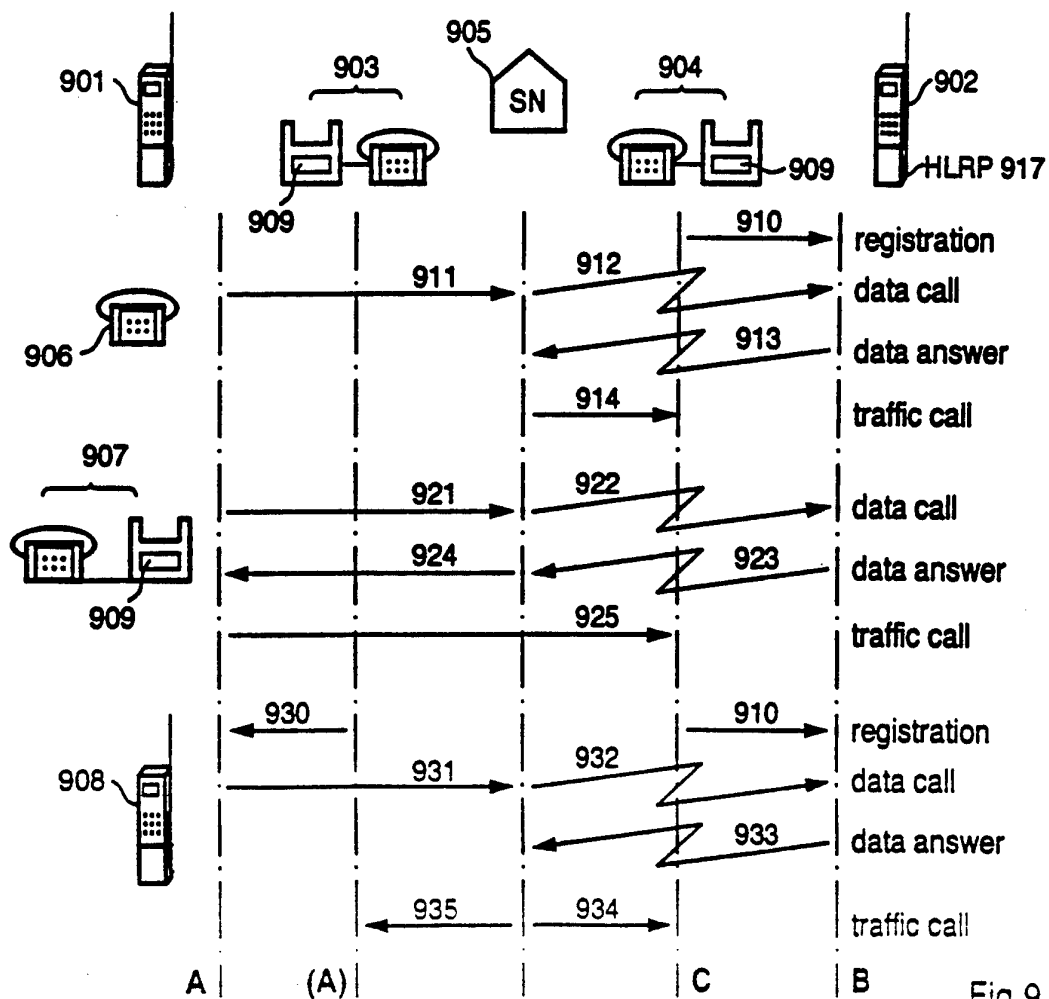 905
901
903
SN
904
902
909
HLRP 917
909
910
registration
911
912
data call
906
913
data answer
914
traffic call
907
921
922
data call
924
923
data answer
909
925
traffic call
930
910
registration
908
931
932
data call
933
data answer
935
934
traffic call
A
(A)
C
B
Fig 9